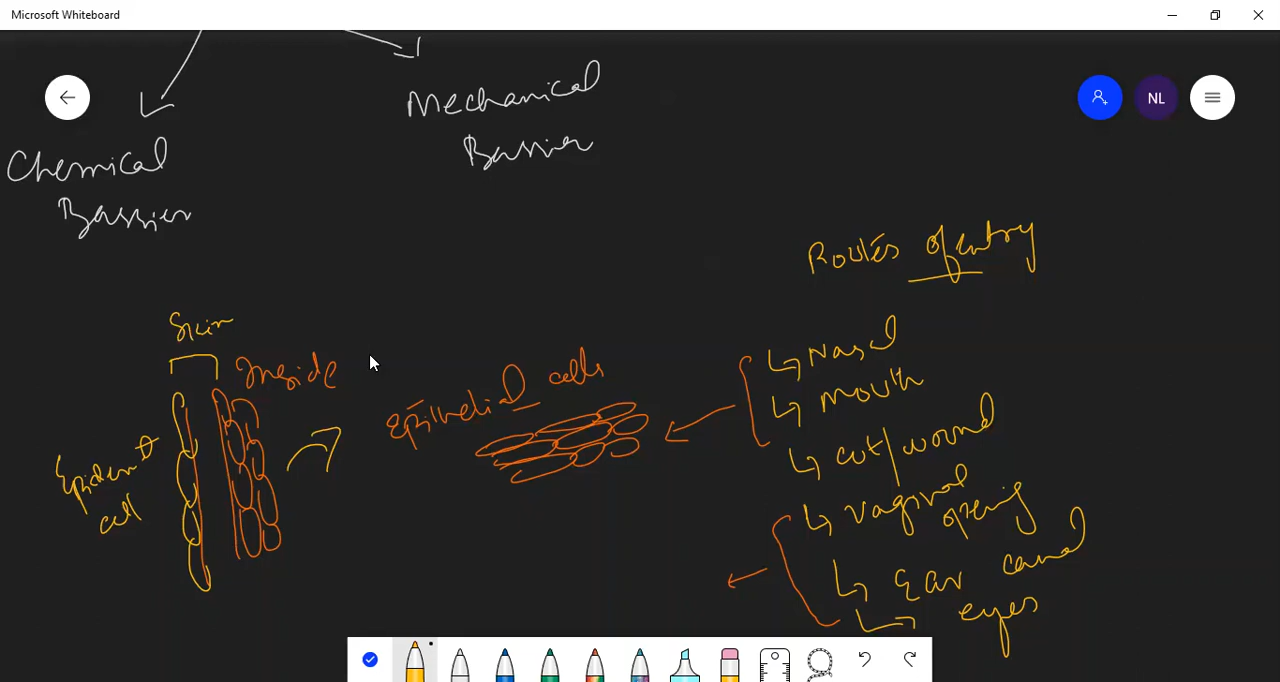 Microsoft Whiteboard
NL
Mechanical
Barrier
Chemical
Barrier
Routes of entry
Skin
Inside
Epithelial cells
cell
Nasal
Mouth
cut/wound
vaginal
opening
Ear canal
eyes